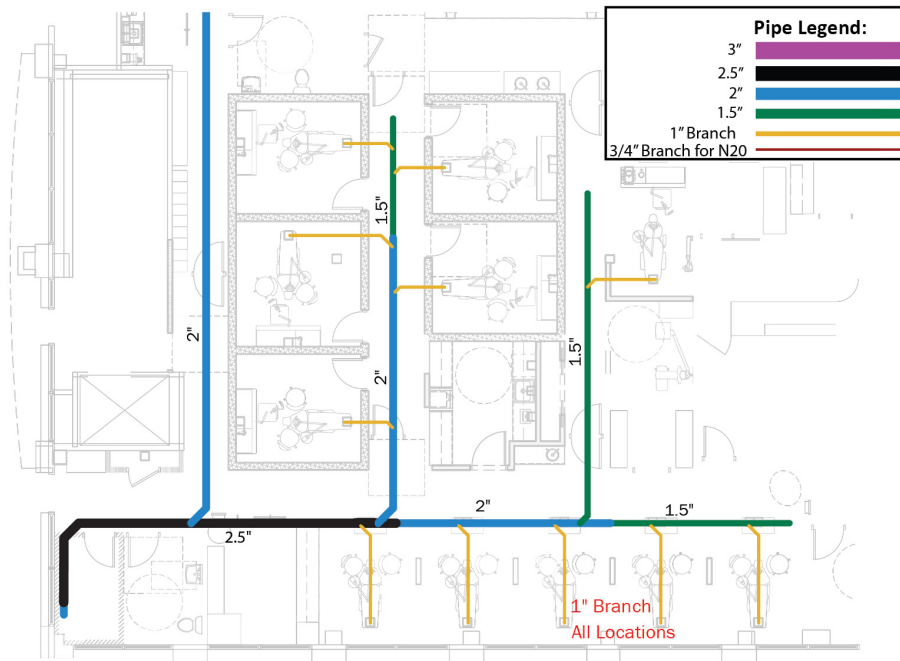 Pipe Legend:
3"
2.5"
2"
1.5"
1" Branch
3/4" Branch for N20
1.5"
2"
2"
1.5"
2.5"
2"
1.5"
1" Branch
All Locations